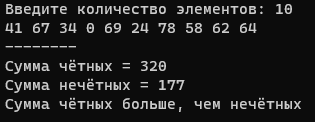 Введите количество элементов: 10
41 67 34 0 69 24 78 58 62 64
--------
Сумма чётных = 320
Сумма нечётных = 177
Сумма чётных больше, чем нечётных